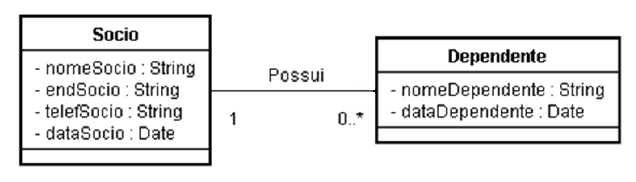 Socio
- nomeSocio : String
- endSocio : String
- telefSocio : String
- dataSocio : Date
Possui
1
0..*
Dependente
- nomeDependente : String
- dataDependente : Date